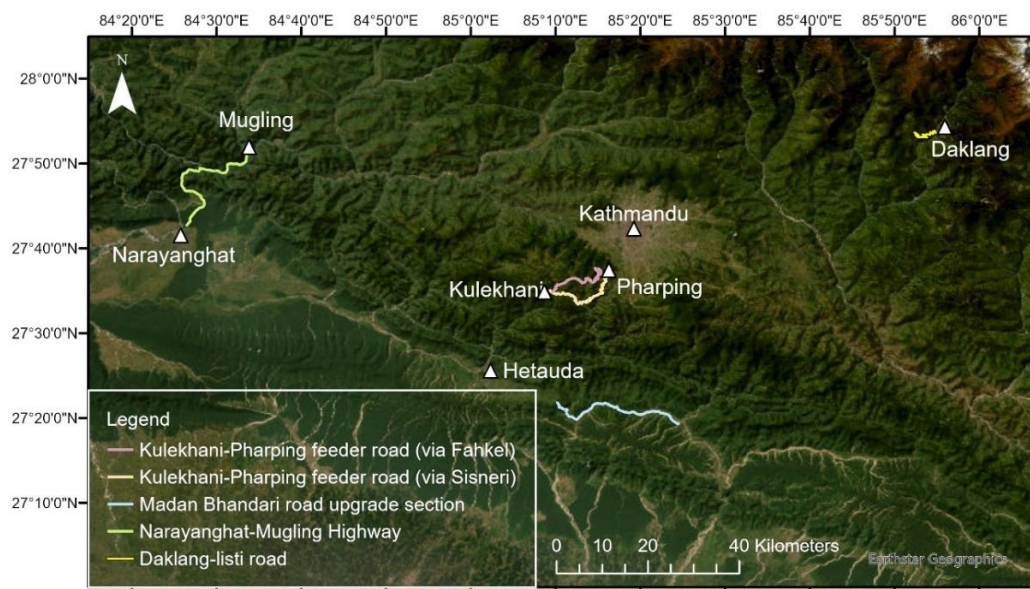 84°20'0"E 84°30'0"E 84°40'0"E 84°50'0"E 85°0'0"E 85°10'0"E 85°20'0"E 85°30'0"E 85°40'0"E 85°50'0"E 86°0'0"E
N
28°0'0"N
Mugling
Daklang
27°50'0"N
Kathmandu
27°40'0"N
Narayanghat
Kulekhani
Pharping
27°30'0"N
Hetauda
27°20'0"N
Legend
Kulekhani-Pharping feeder road (via Fahkel)
Kulekhani-Pharping feeder road (via Sisneri)
27°10'0"N
Madan Bhandari road upgrade section
Narayanghat-Mugling Highway
Daklang-listi road
0 10 20 40 Kilometers
Earthstar Geographics